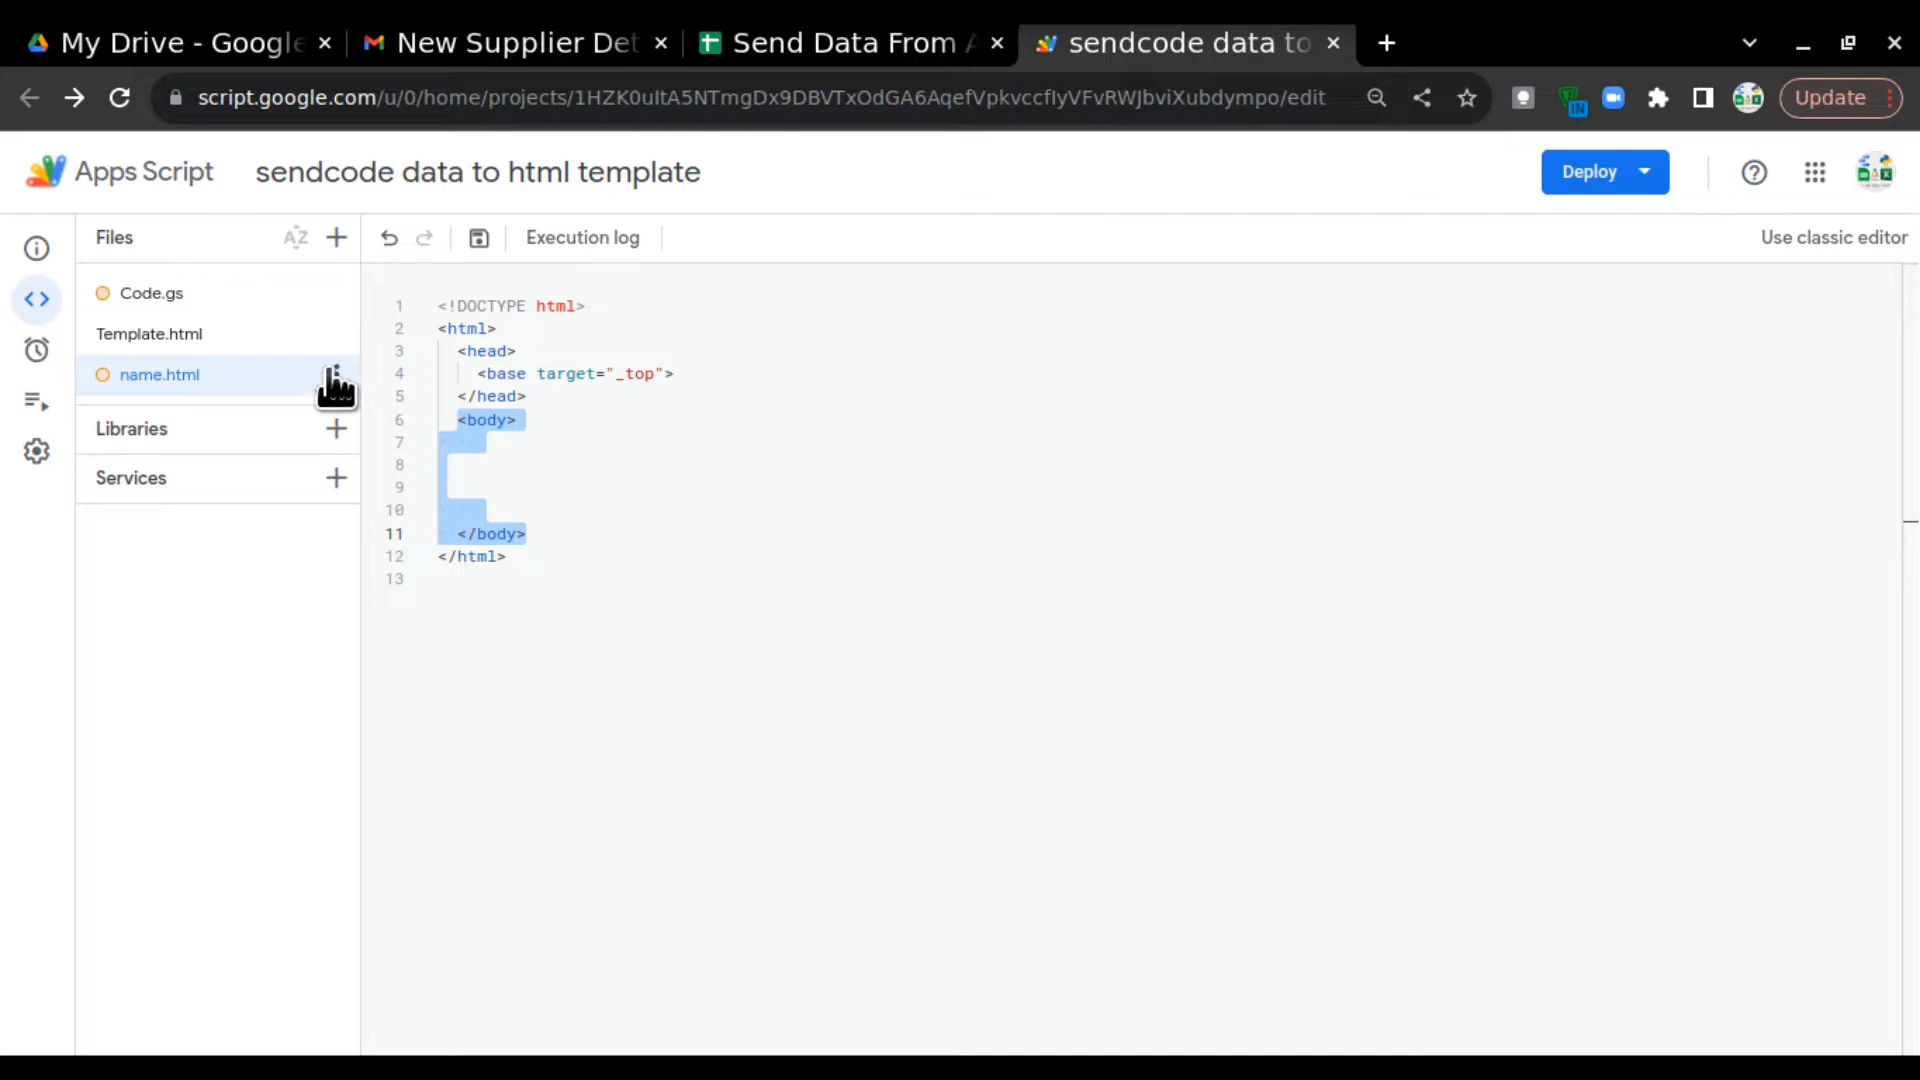 My Drive - Google
New Supplier Det
Send Data From A
sendcode data to
script.google.com/u/0/home/projects/1HZK0uItA5NTmgDx9DBVTxOdGA6AqefVpkvccfIyVFvRWJbviXubdympo/edit
IN
Update
Apps Script
sendcode data to html template
Deploy
Files
AZ
Execution log
Use classic editor
Code.gs
Template.html
name.html
Libraries
Services
1 <!DOCTYPE html>
2 <html>
3 <head>
4 <base target="_top">
5 </head>
6 <body>
7
8
9
10
11 </body>
12 </html>
13